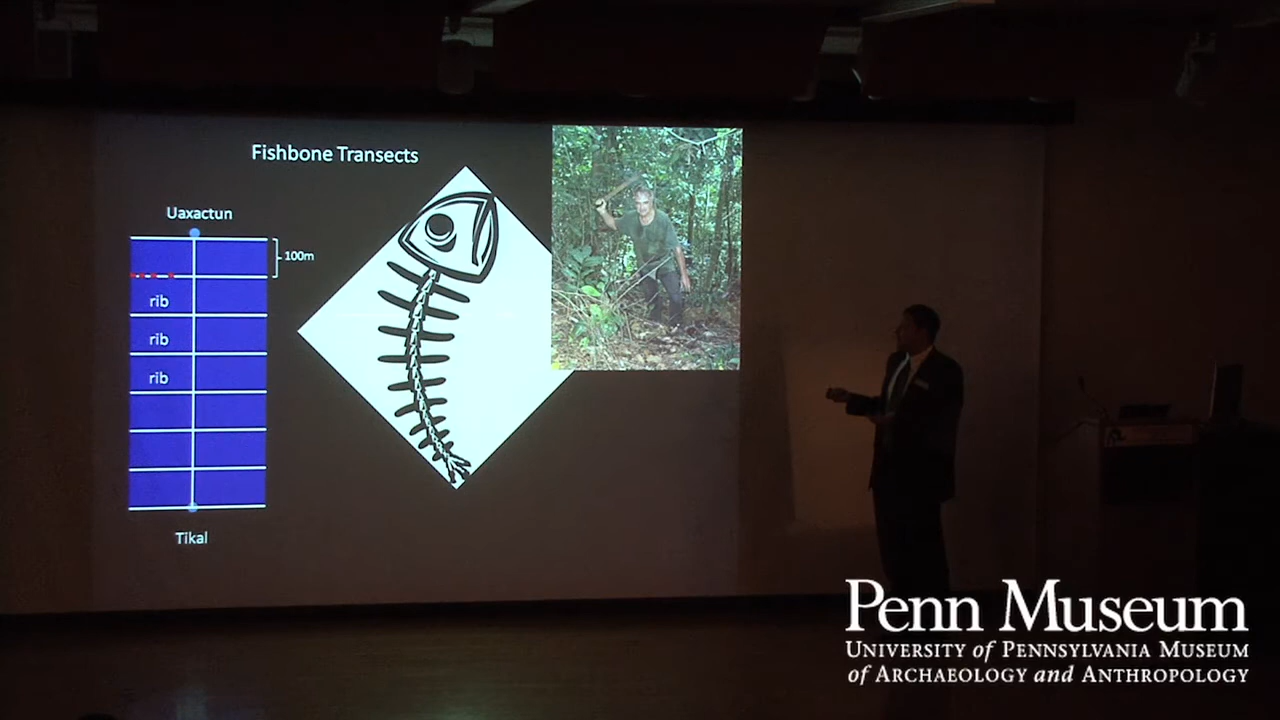 Fishbone Transects
Uaxactun
100m
rib
rib
rib
Tikal
Penn Museum
UNIVERSITY of PENNSYLVANIA MUSEUM
of ARCHAEOLOGY and ANTHROPOLOGY